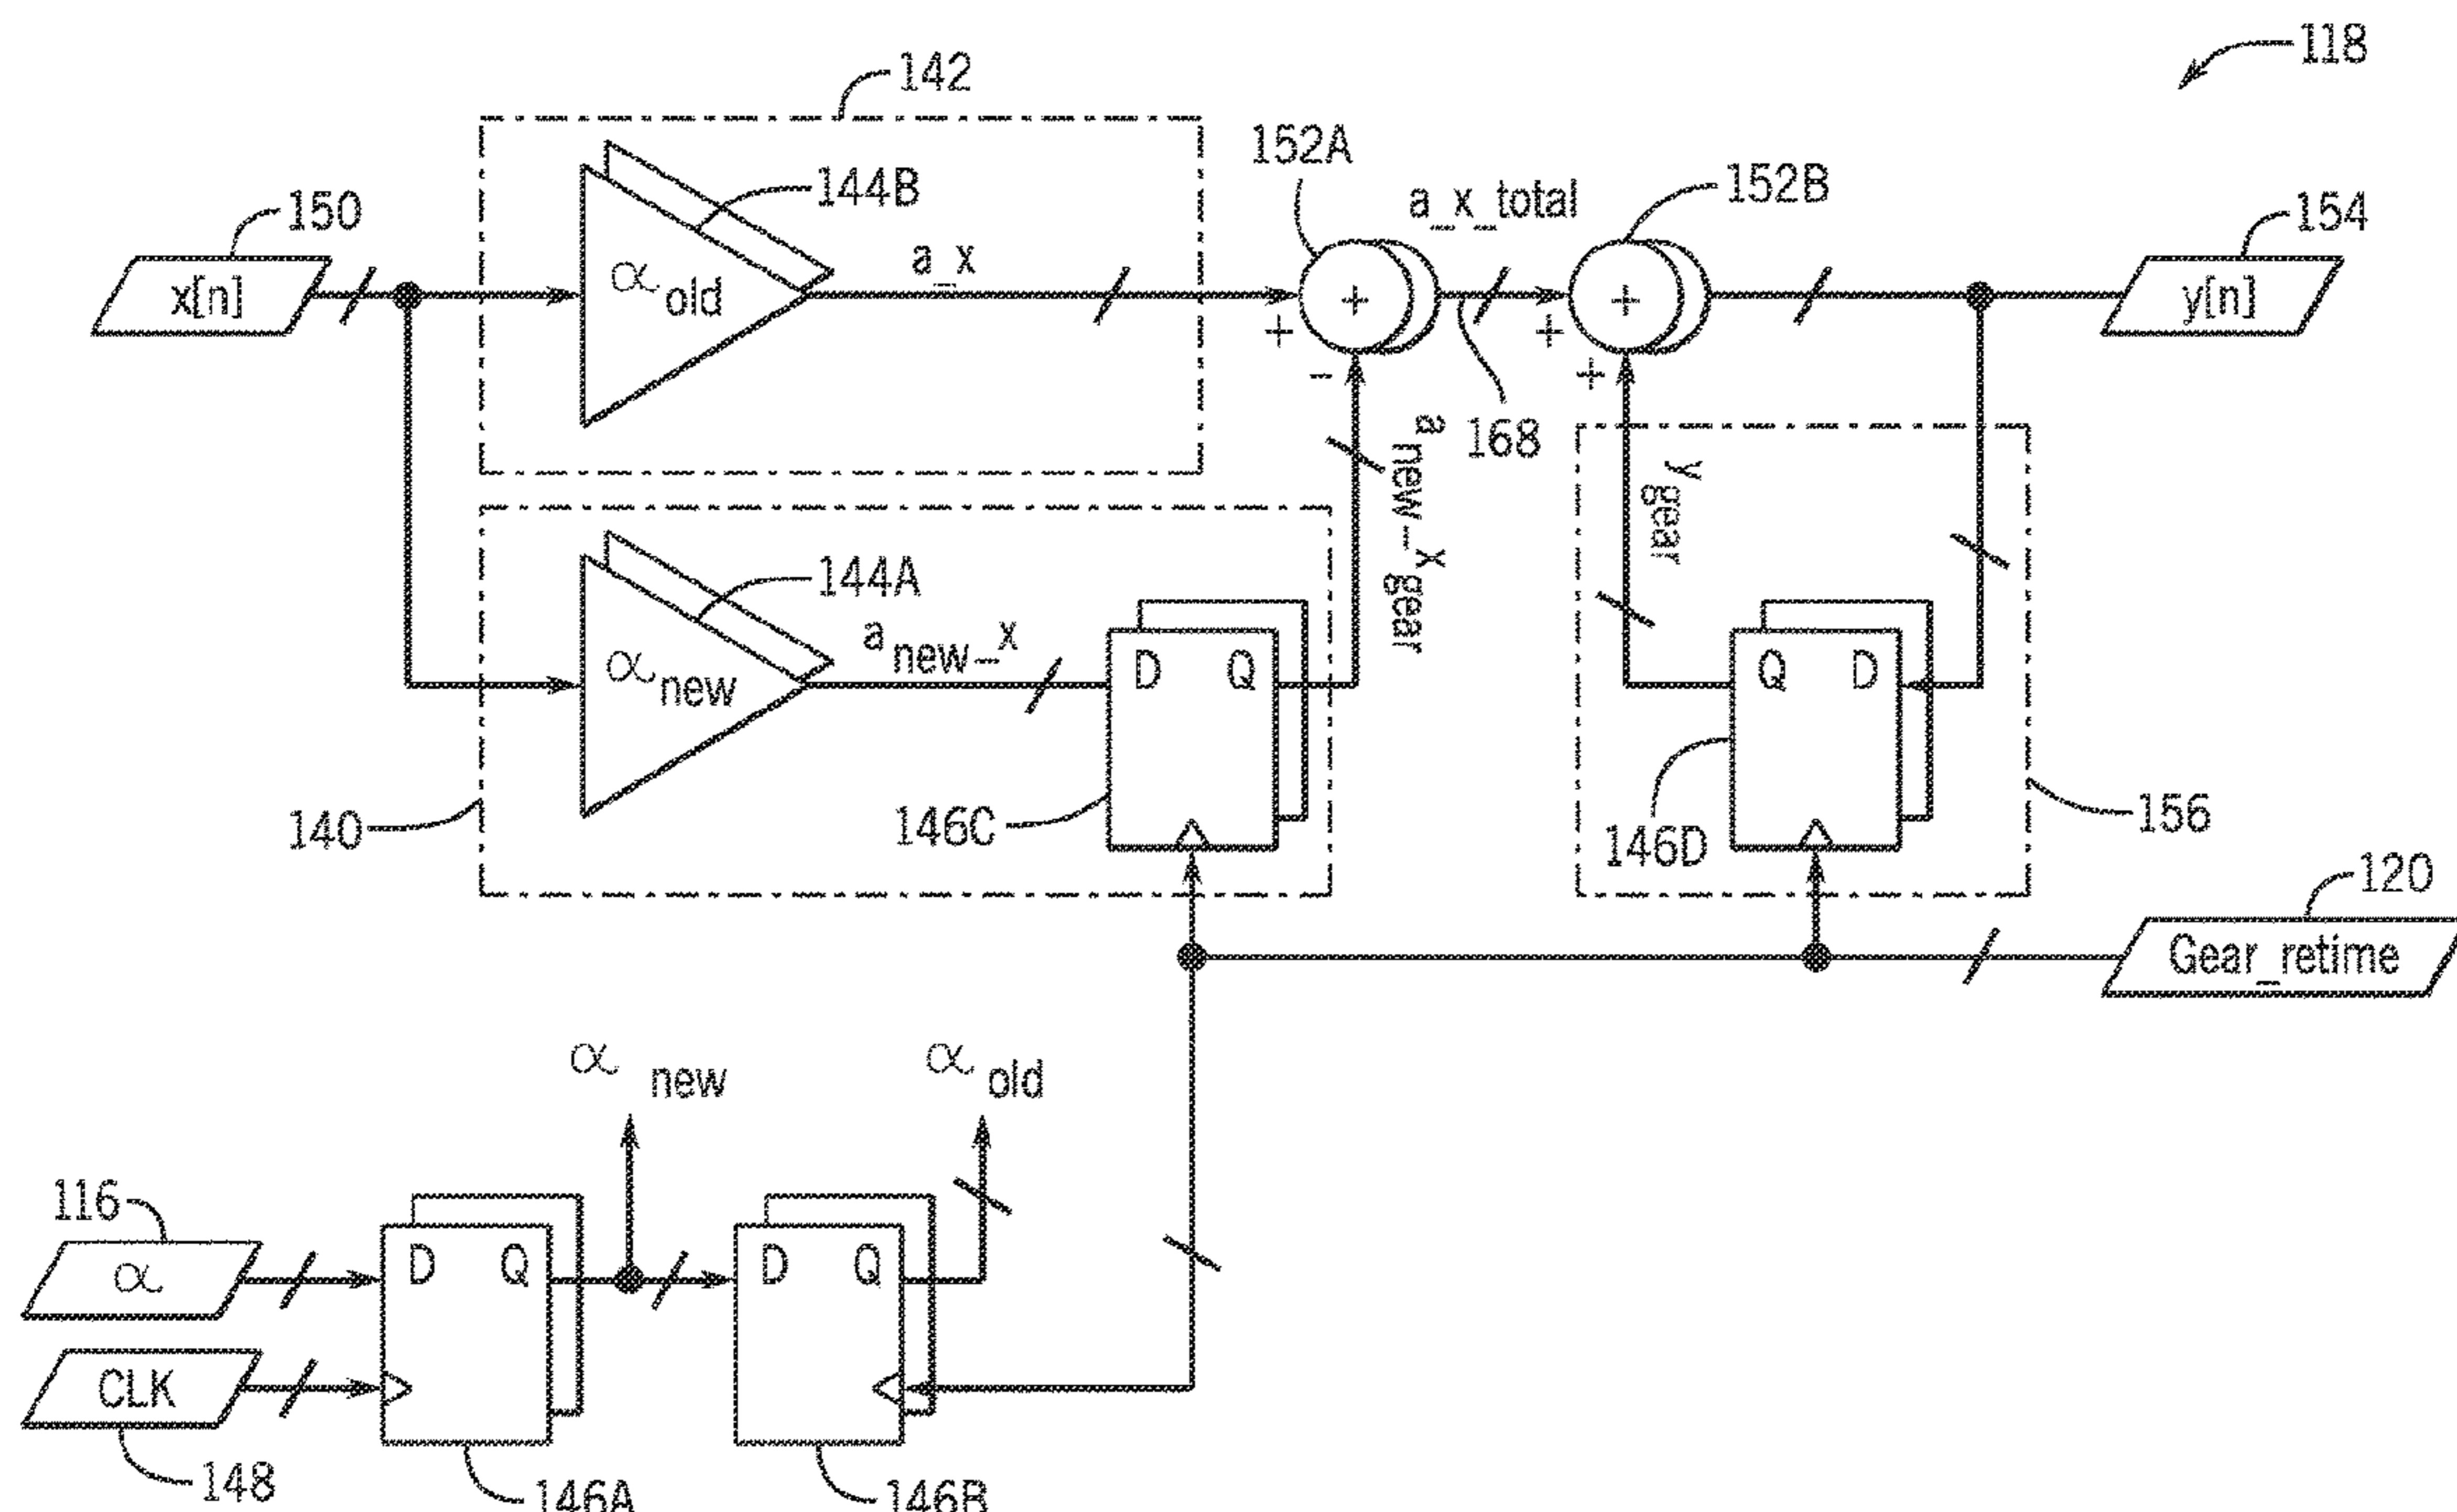 118
142
152A
a_x_total
152B
154
150
144B
x[n]
α old
a_x
+
+
+
+
y[n]
-
+
168
a new_x gear
y gear
144A
α new
a new_x
D Q
Q D
140
146C
146D
156
120
Gear_retime
α new
α old
116
α
D Q
D Q
CLK
148
146A
146B